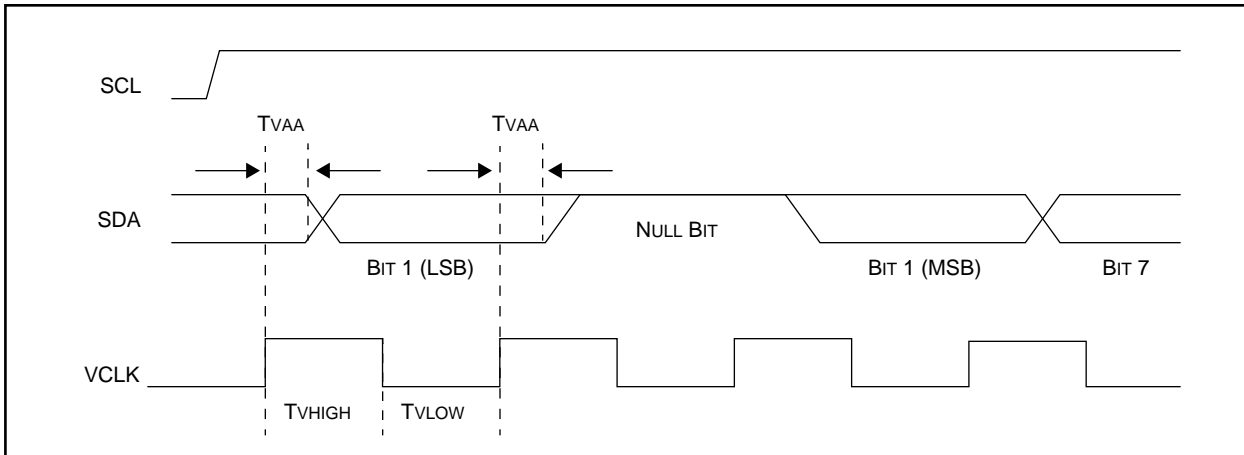 SCL
TVAA TVAA
SDA
NULL BIT
BIT 1 (LSB) BIT 1 (MSB) BIT 7
VCLK
TVHIGH TVLOW